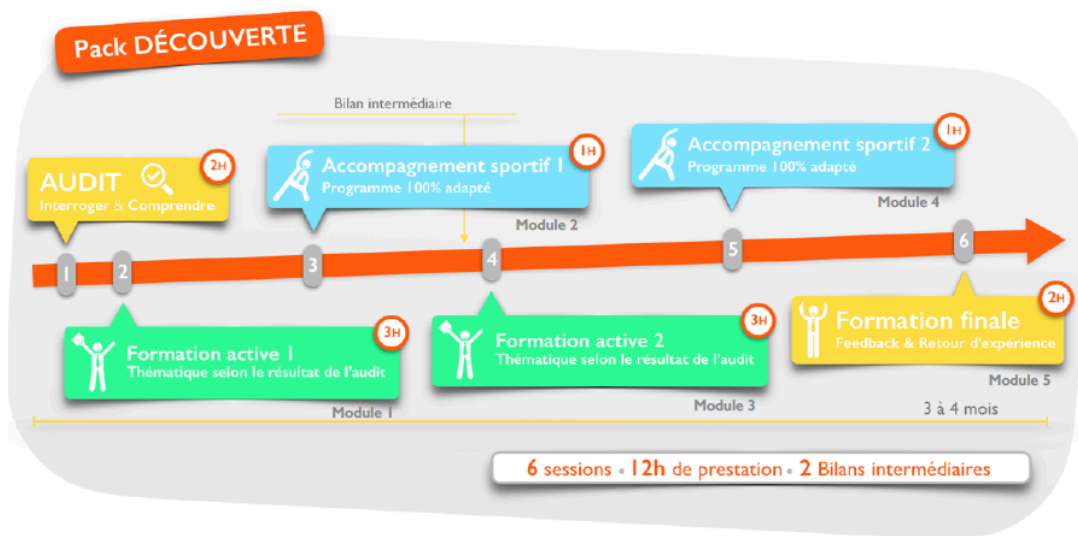 Pack DÉCOUVERTE
Bilan intermédiaire
AUDIT
Interroger & Comprendre
2H
Accompagnement sportif 1
Programme 100% adapté
1H
Module 2
Accompagnement sportif 2
Programme 100% adapté
1H
Module 4
1
2
3
4
5
6
Formation active 1
Thématique selon le résultat de l'audit
3H
Module 1
Formation active 2
Thématique selon le résultat de l'audit
3H
Module 3
Formation finale
Feedback & Retour d'expérience
2H
Module 5
3 à 4 mois
6 sessions • 12h de prestation • 2 Bilans intermédiaires